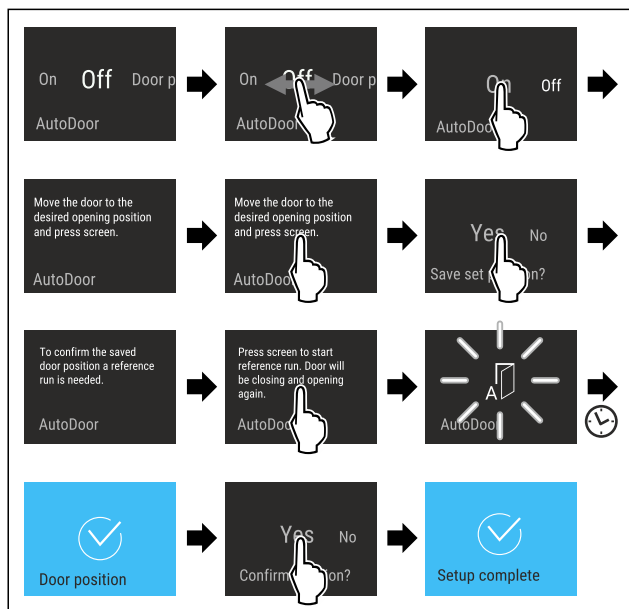 On Off Door p
AutoDoor
On Off Door p
AutoDoo
On Off
AutoDoo
Move the door to the
desired opening position
and press screen.
AutoDoor
Move the door to the
desired opening position
and press screen.
AutoDoo
Yes No
Save set p n?
To confirm the saved
door position a reference
run is needed.
AutoDoor
Press screen to start
reference run. Door will
be closing and opening
again.
AutoDoo
A
AutoDoor
Door position
Yes No
Confirm on?
Setup complete